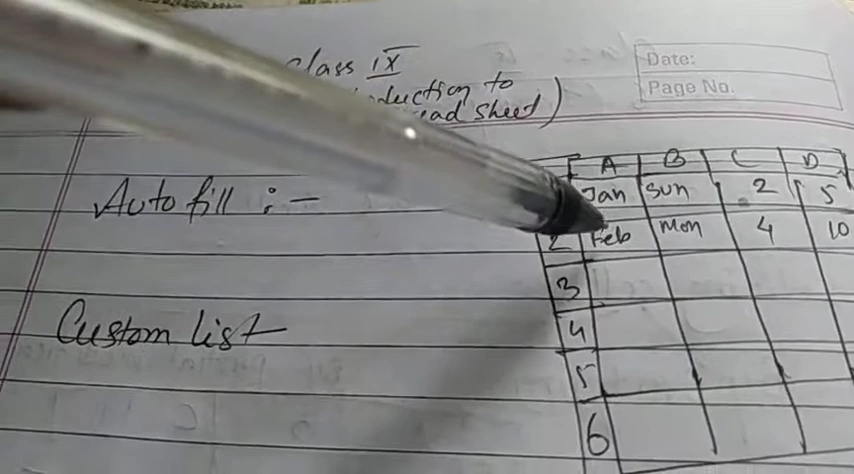 Class IX
Date:
duction to
Page No.
ead sheet)
A B C D
Auto fill :-
Jan Sun 2 5
2 Feb Mon 4 10
3
Custom list
4
5
6